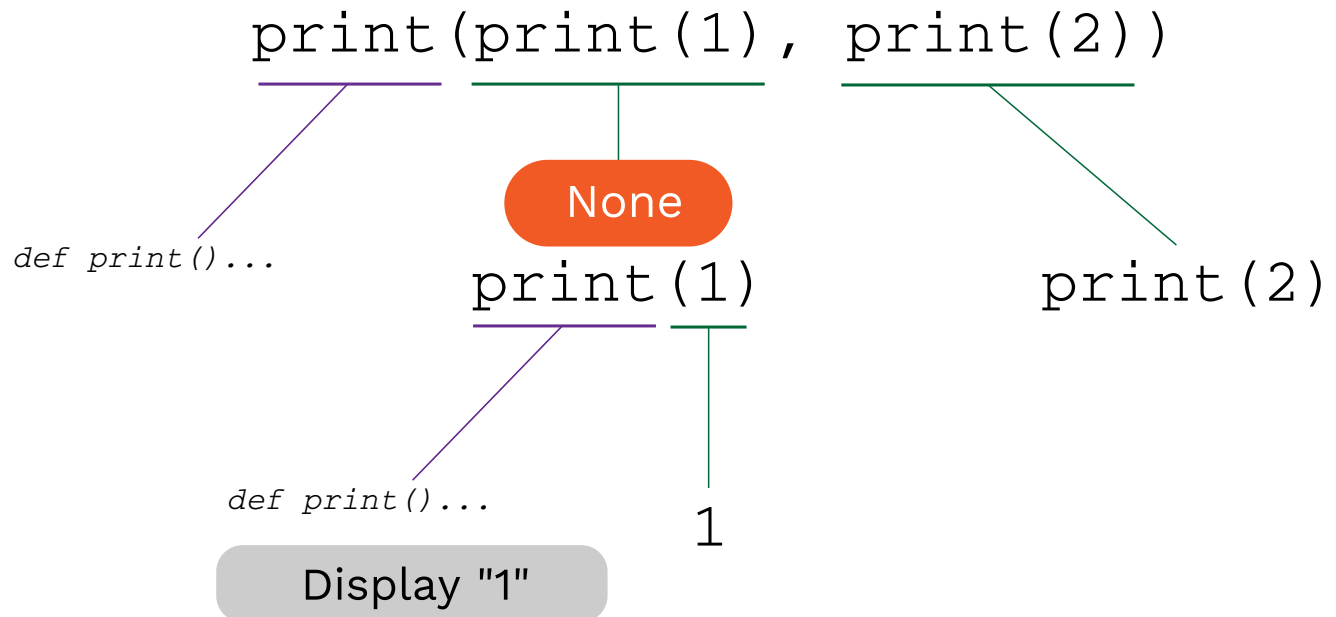 print(print(1), print(2))
None
def print()...
print(1)
print(2)
def print()...
1
Display "1"